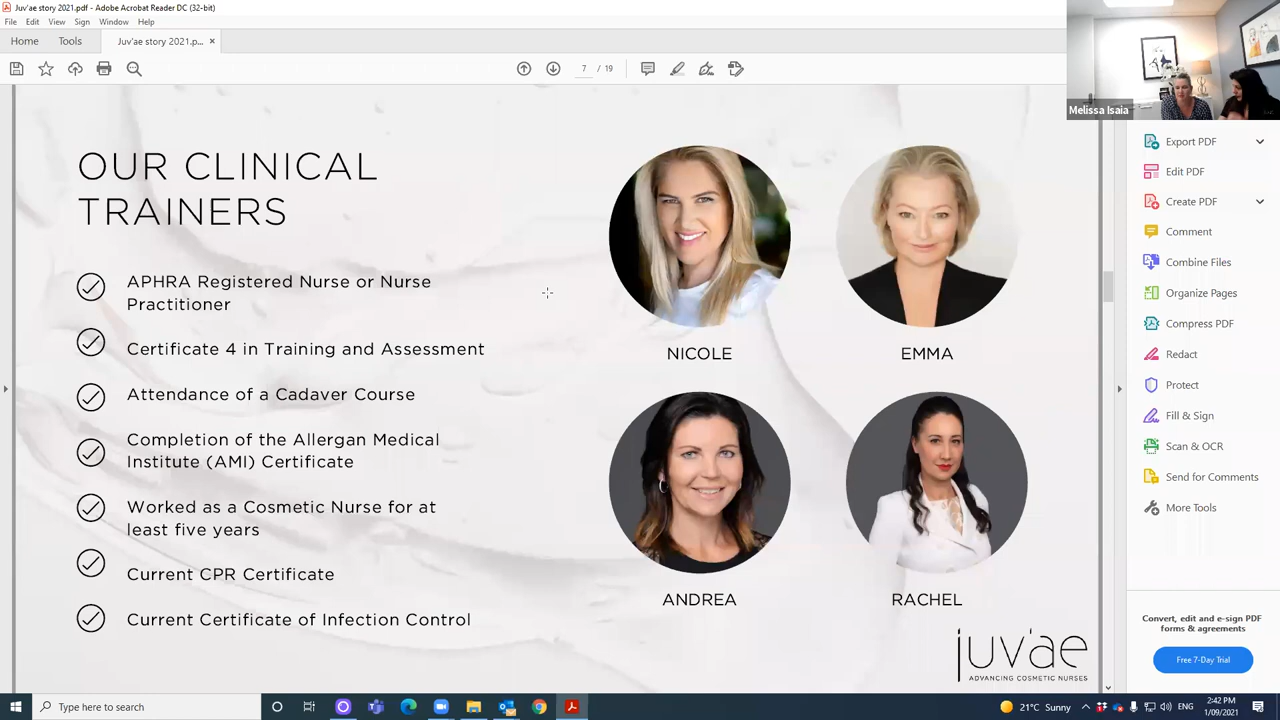 Juv'ae story 2021.pdf - Adobe Acrobat Reader DC (32-bit)
File Edit View Sign Window Help
Home Tools Juv'ae story 2021.p... ×
7 / 19
Melissa Isaia
OUR CLINICAL
TRAINERS
APHRA Registered Nurse or Nurse
Practitioner
Certificate 4 in Training and Assessment
Attendance of a Cadaver Course
Completion of the Allergan Medical
Institute (AMI) Certificate
Worked as a Cosmetic Nurse for at
least five years
Current CPR Certificate
Current Certificate of Infection Control
NICOLE
EMMA
ANDREA
RACHEL
juv'ae
ADVANCING COSMETIC NURSES
Export PDF
Edit PDF
Create PDF
Comment
Combine Files
Organize Pages
Compress PDF
Redact
Protect
Fill & Sign
Scan & OCR
Send for Comments
More Tools
Convert, edit and e-sign PDF
forms & agreements
Free 7-Day Trial
Type here to search
21°C Sunny
2:42 PM
1/09/2021